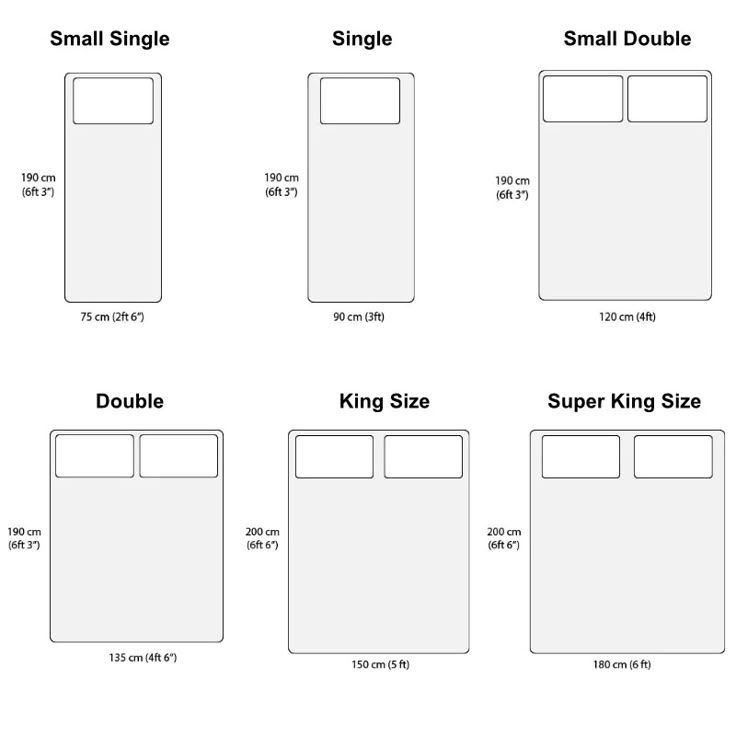 Small Single
Single
Small Double
190 cm
(6ft 3”)
190 cm
(6ft 3”)
190 cm
(6ft 3”)
75 cm (2ft 6”)
90 cm (3ft)
120 cm (4ft)
Double
King Size
Super King Size
190 cm
(6ft 3”)
200 cm
(6ft 6”)
200 cm
(6ft 6”)
135 cm (4ft 6”)
150 cm (5 ft)
180 cm (6 ft)